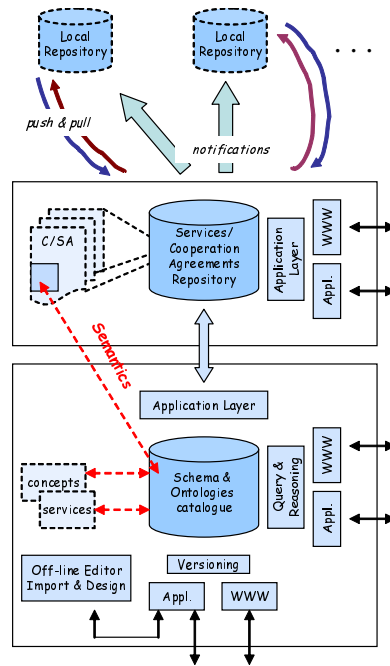 Local
Repository
Local
Repository
. . .
push & pull
notifications
C/SA
Services/
Cooperation
Agreements
Repository
Application
Layer
WWW
Appl.
Semantics
Application Layer
concepts
services
Schema &
Ontologies
catalogue
Query &
Reasoning
WWW
Appl.
Off-line Editor
Import & Design
Versioning
Appl.
WWW